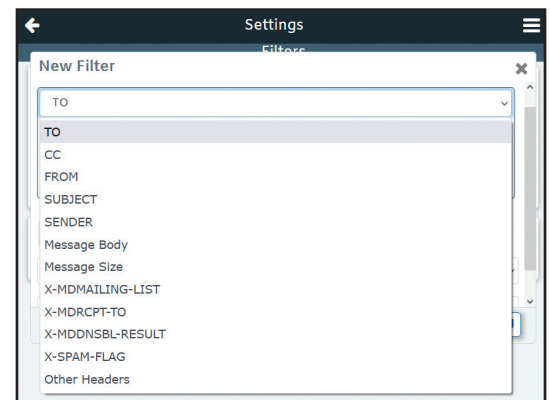 Settings
Filters
New Filter
TO
TO
CC
FROM
SUBJECT
SENDER
Message Body
Message Size
X-MDMAILING-LIST
X-MDRCPT-TO
X-MDDNSBL-RESULT
X-SPAM-FLAG
Other Headers